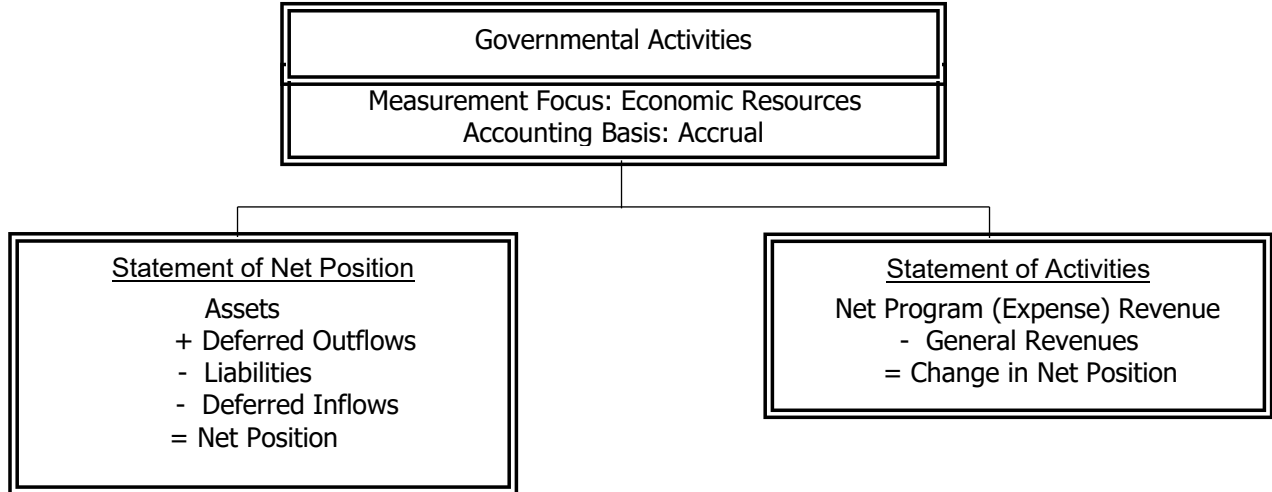 Governmental Activities
Measurement Focus: Economic Resources
Accounting Basis: Accrual
Statement of Net Position
Assets
+ Deferred Outflows
- Liabilities
- Deferred Inflows
= Net Position
Statement of Activities
Net Program (Expense) Revenue
- General Revenues
= Change in Net Position